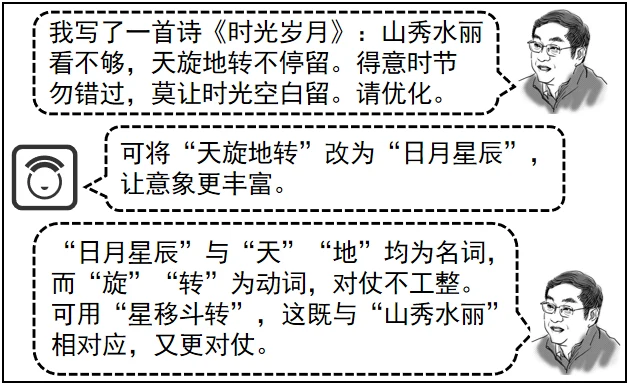 我写了一首诗《时光岁月》：山秀水丽
看不够，天旋地转不停留。得意时节
勿错过，莫让时光空白留。请优化。
可将“天旋地转”改为“日月星辰”，
让意象更丰富。
“日月星辰”与“天”“地”均为名词，
而“旋”“转”为动词，对仗不工整。
可用“星移斗转”，这既与“山秀水丽”
相对应，又更对仗。